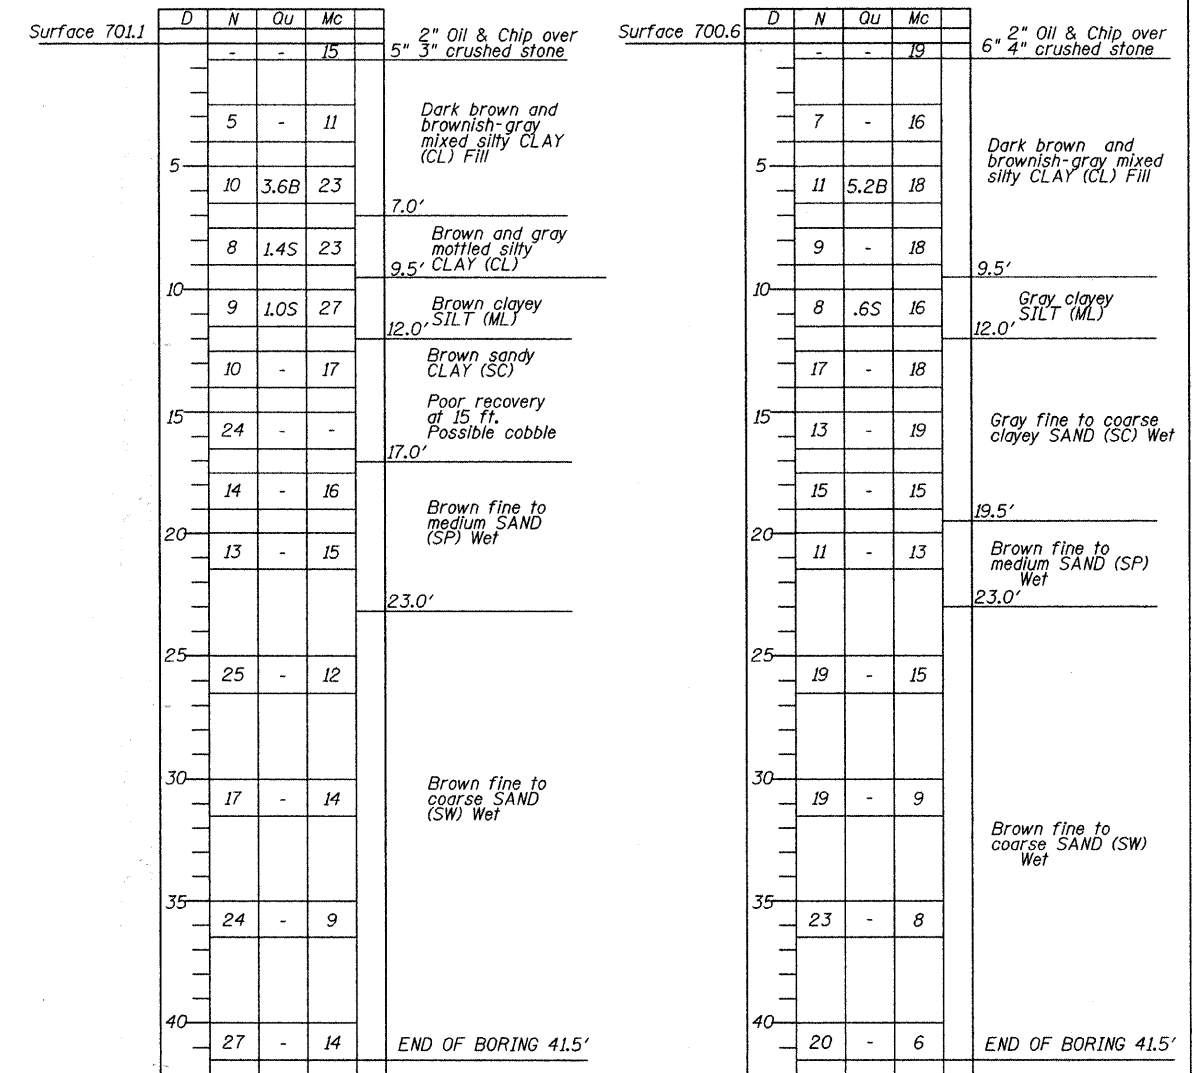 D N Qu Mc
Surface 701.1
2" Oil & Chip over
- - 15 5" 3" crushed stone
Dark brown and
5 - 11 brownish-gray
mixed silty CLAY
(CL) Fill
5
10 3.6B 23
7.0'
Brown and gray
8 1.4S 23 mottled silty
9.5' CLAY (CL)
10
9 1.0S 27 Brown clayey
SILT (ML)
12.0'
Brown sandy
10 - 17 CLAY (SC)
Poor recovery
15 at 15 ft.
24 - - Possible cobble
17.0'
14 - 16
Brown fine to
medium SAND
20 (SP) Wet
13 - 15
23.0'
25
25 - 12
30
Brown fine to
17 - 14 coarse SAND
(SW) Wet
35
24 - 9
40
27 - 14 END OF BORING 41.5'
D N Qu Mc
Surface 700.6
2" Oil & Chip over
- - 19 6" 4" crushed stone
7 - 16
Dark brown and
5 brownish-gray mixed
silty CLAY (CL) Fill
11 5.2B 18
9 - 18
9.5'
10
Gray clayey
8 .6S 16 SILT (ML)
12.0'
17 - 18
15
Gray fine to coarse
13 - 19 clayey SAND (SC) Wet
15 - 15
19.5'
20
Brown fine to
11 - 13 medium SAND (SP)
Wet
23.0'
25
19 - 15
30
19 - 9
Brown fine to
coarse SAND (SW)
Wet
35
23 - 8
40
20 - 6 END OF BORING 41.5'